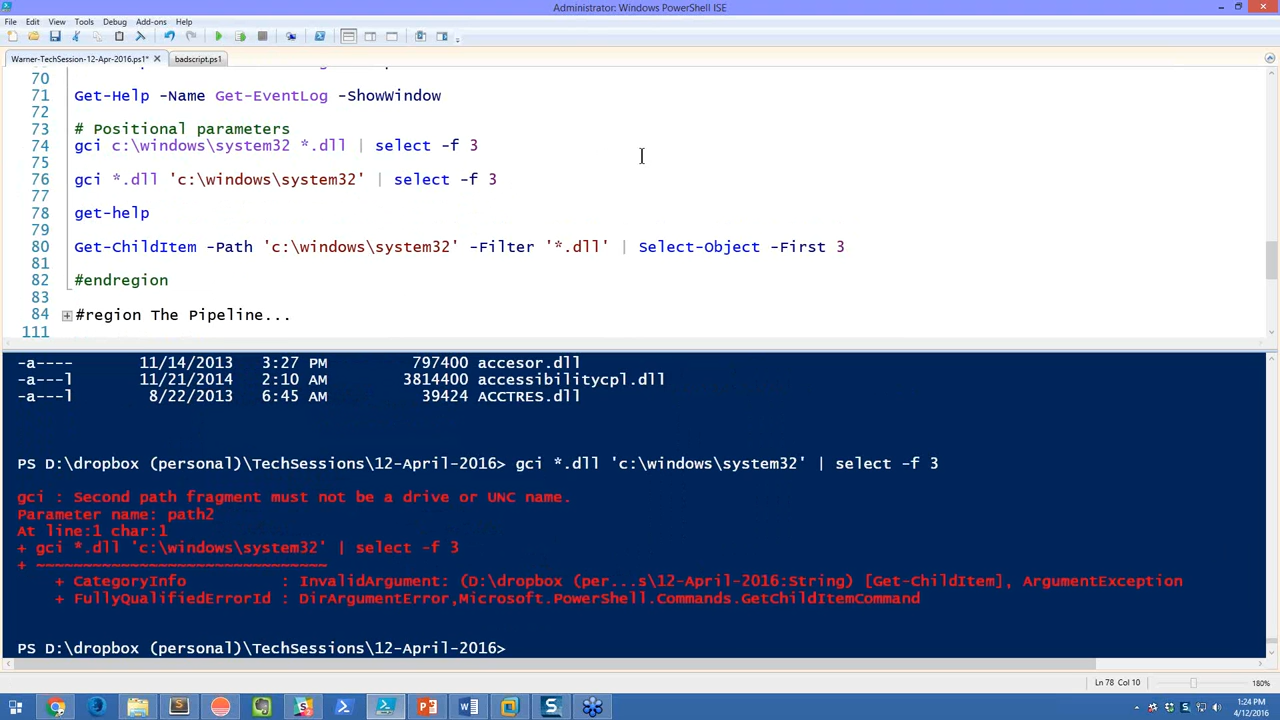 Administrator: Windows PowerShell ISE
File Edit View Tools Debug Add-ons Help
Warner-TechSession-12-Apr-2016.ps1* badscript.ps1
70
71 Get-Help -Name Get-EventLog -ShowWindow
72
73 # Positional parameters
74 gci c:\windows\system32 *.dll | select -f 3
75
76 gci *.dll 'c:\windows\system32' | select -f 3
77
78 get-help
79
80 Get-ChildItem -Path 'c:\windows\system32' -Filter '*.dll' | Select-Object -First 3
81
82 #endregion
83
84 #region The Pipeline...
111
-a---- 11/14/2013 3:27 PM 797400 accesor.dll
-a---l 11/21/2014 2:10 AM 3814400 accessibilitycpl.dll
-a---l 8/22/2013 6:45 AM 39424 ACCTRES.dll
PS D:\dropbox (personal)\TechSessions\12-April-2016> gci *.dll 'c:\windows\system32' | select -f 3
gci : Second path fragment must not be a drive or UNC name.
Parameter name: path2
At line:1 char:1
+ gci *.dll 'c:\windows\system32' | select -f 3
+ ~~~~~~~~~~~~~~~~~~~~~~~~~~~~~~~
+ CategoryInfo : InvalidArgument: (D:\dropbox (per...s\12-April-2016:String) [Get-ChildItem], ArgumentException
+ FullyQualifiedErrorId : DirArgumentError,Microsoft.PowerShell.Commands.GetChildItemCommand
PS D:\dropbox (personal)\TechSessions\12-April-2016>
Ln 78 Col 10 180%
1:24 PM
4/12/2016